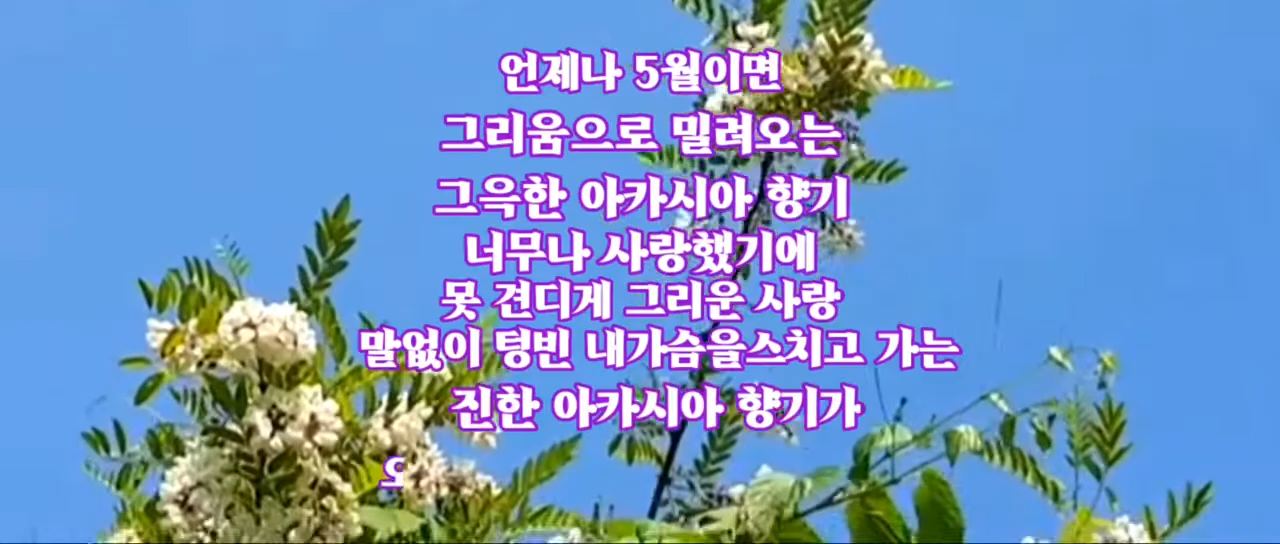 언제나 5월이면
그리움으로 밀려오는
그윽한 아카시아 향기
너무나 사랑했기에
못 견디게 그리운 사랑
말없이 텅빈 내가슴을스치고 가는
진한 아카시아 향기가